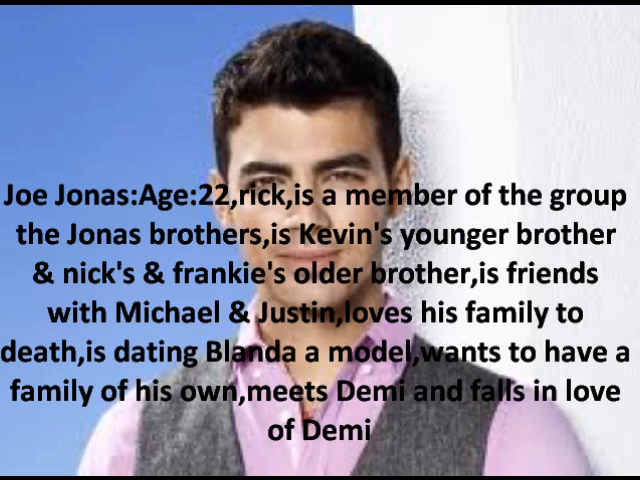 Joe Jonas:Age:22,rick,is a member of the group
the Jonas brothers,is Kevin's younger brother
& nick's & frankie's older brother,is friends
with Michael & Justin,loves his family to
death,is dating Blanda a model,wants to have a
family of his own,meets Demi and falls in love
of Demi